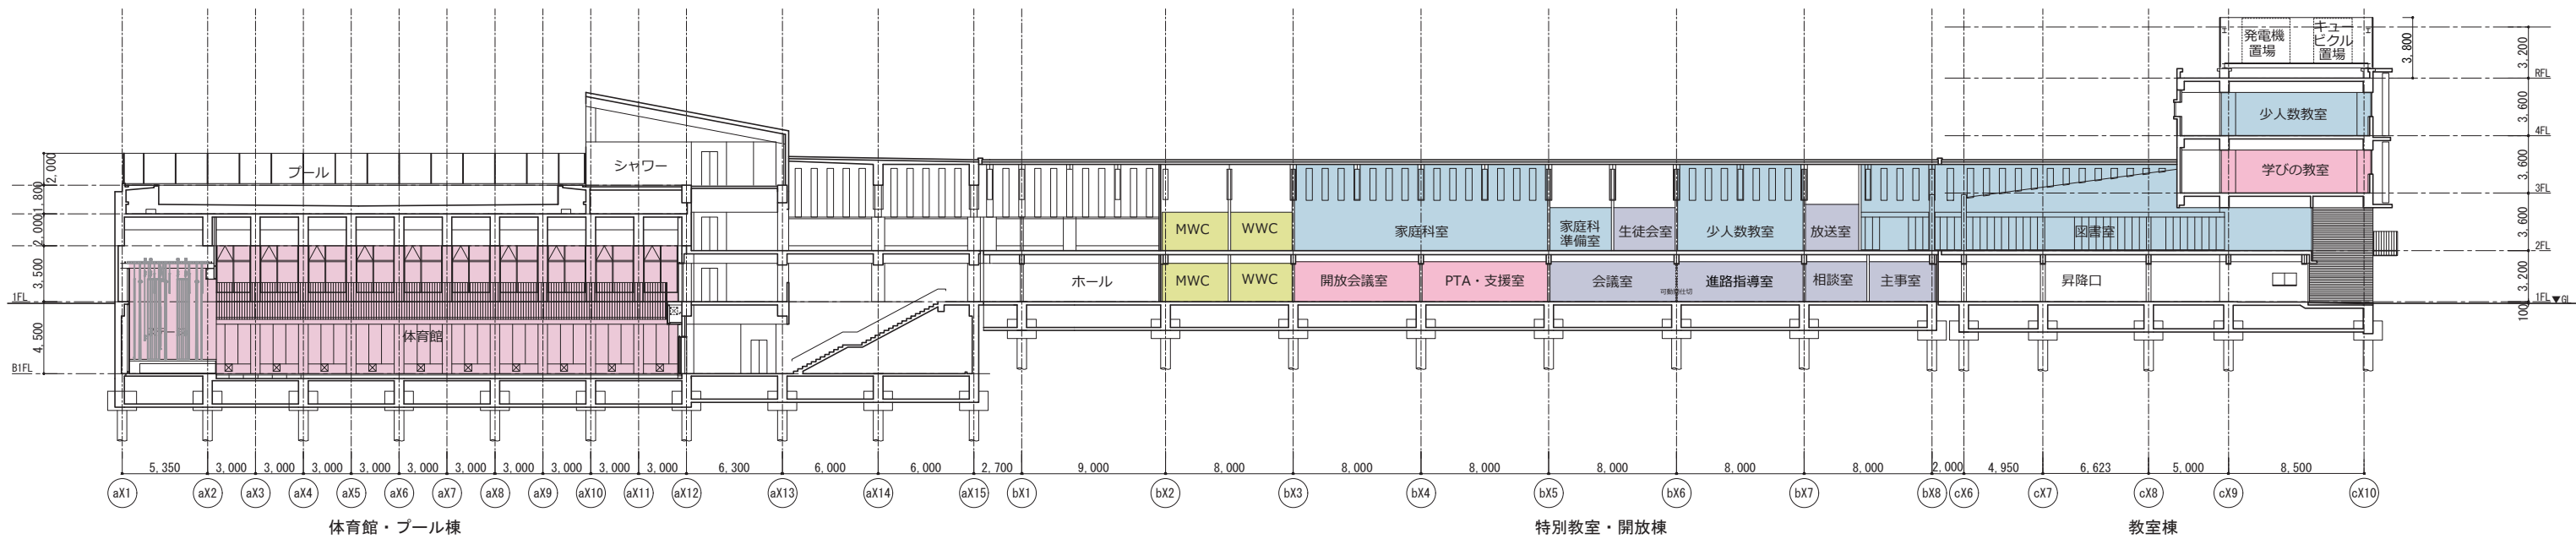 発電機
置場
キュー
ビクル
置場
3,800
3,200
RFL
少人数教室
3,600
4FL
学びの教室
3,600
3FL
2,000
プール
シャワー
1,800
2,000
MWC
WWC
家庭科室
家庭科
準備室
生徒会室
少人数教室
放送室
図書室
3,600
2FL
3,500
ホール
MWC
WWC
開放会議室
PTA・支援室
会議室
可動間仕切
進路指導室
相談室
主事室
昇降口
3,200
1FL
1FL▼GL
100
体育館
4,500
B1FL
5,350 3,000 3,000 3,000 3,000 3,000 3,000 3,000 3,000 3,000 3,000 6,300 6,000 6,000 2,700 9,000 8,000 8,000 8,000 8,000 8,000 8,000 2,000 4,950 6,623 5,000 8,500
aX1 aX2 aX3 aX4 aX5 aX6 aX7 aX8 aX9 aX10 aX11 aX12 aX13 aX14 aX15 bX1 bX2 bX3 bX4 bX5 bX6 bX7 bX8 cX6 cX7 cX8 cX9 cX10
体育館・プール棟
特別教室・開放棟
教室棟